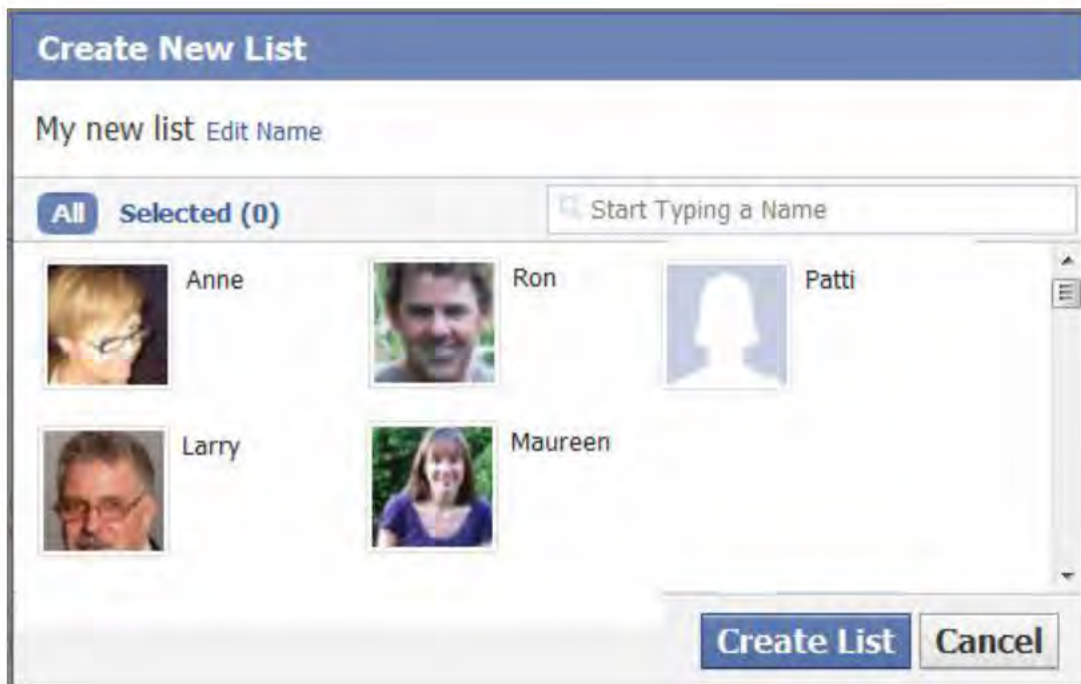 Create New List
My new list Edit Name
All Selected (0) Start Typing a Name
Anne Ron Patti
Larry Maureen
Create List Cancel